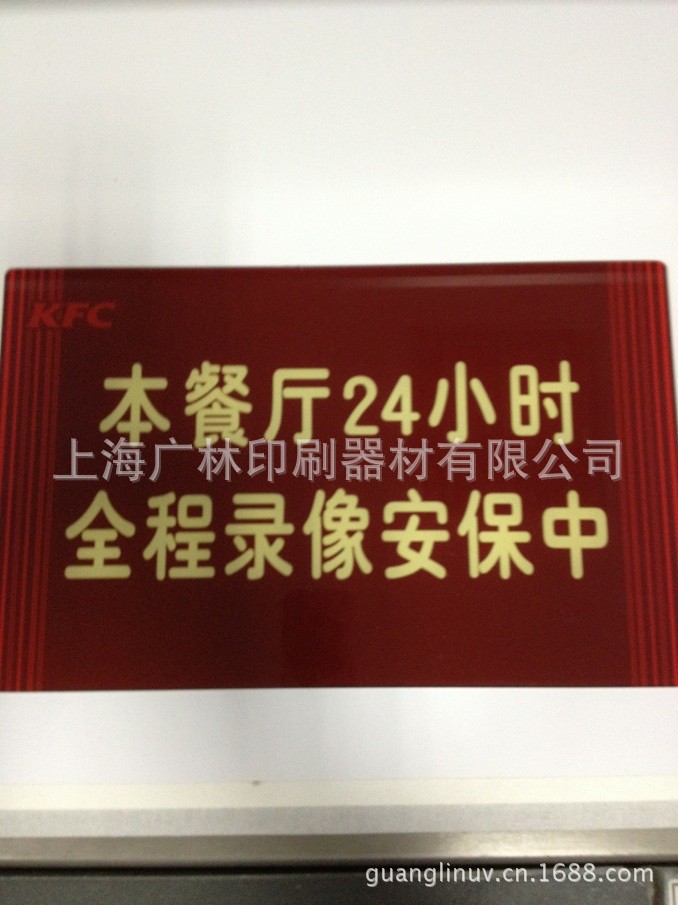 KFC
本餐厅24小时
上海广林印刷器材有限公司
全程录像安保中
guanglinuv.cn.1688.com